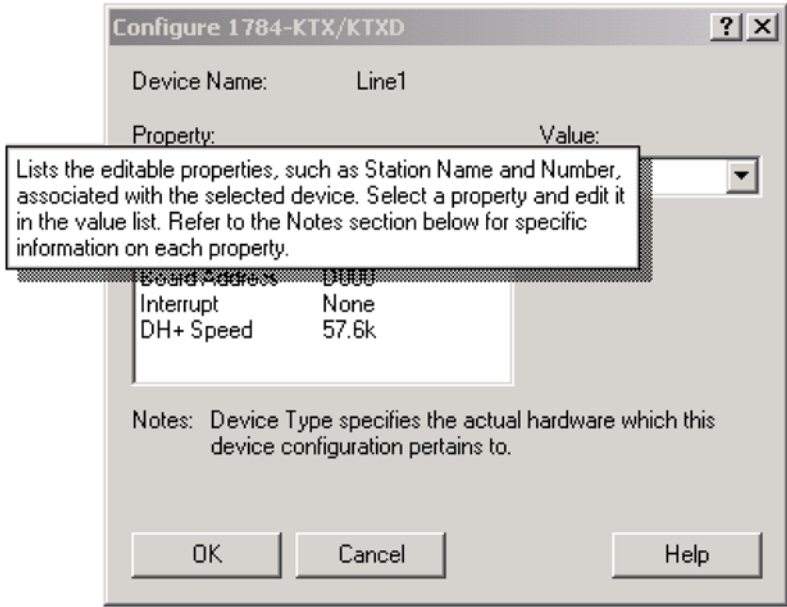 Configure 1784-KTX/KTXD
Device Name: Line1
Property: Value:
Lists the editable properties, such as Station Name and Number,
associated with the selected device. Select a property and edit it
in the value list. Refer to the Notes section below for specific
information on each property.
Board Address D000
Interrupt None
DH+ Speed 57.6k
Notes: Device Type specifies the actual hardware which this
device configuration pertains to.
OK Cancel Help